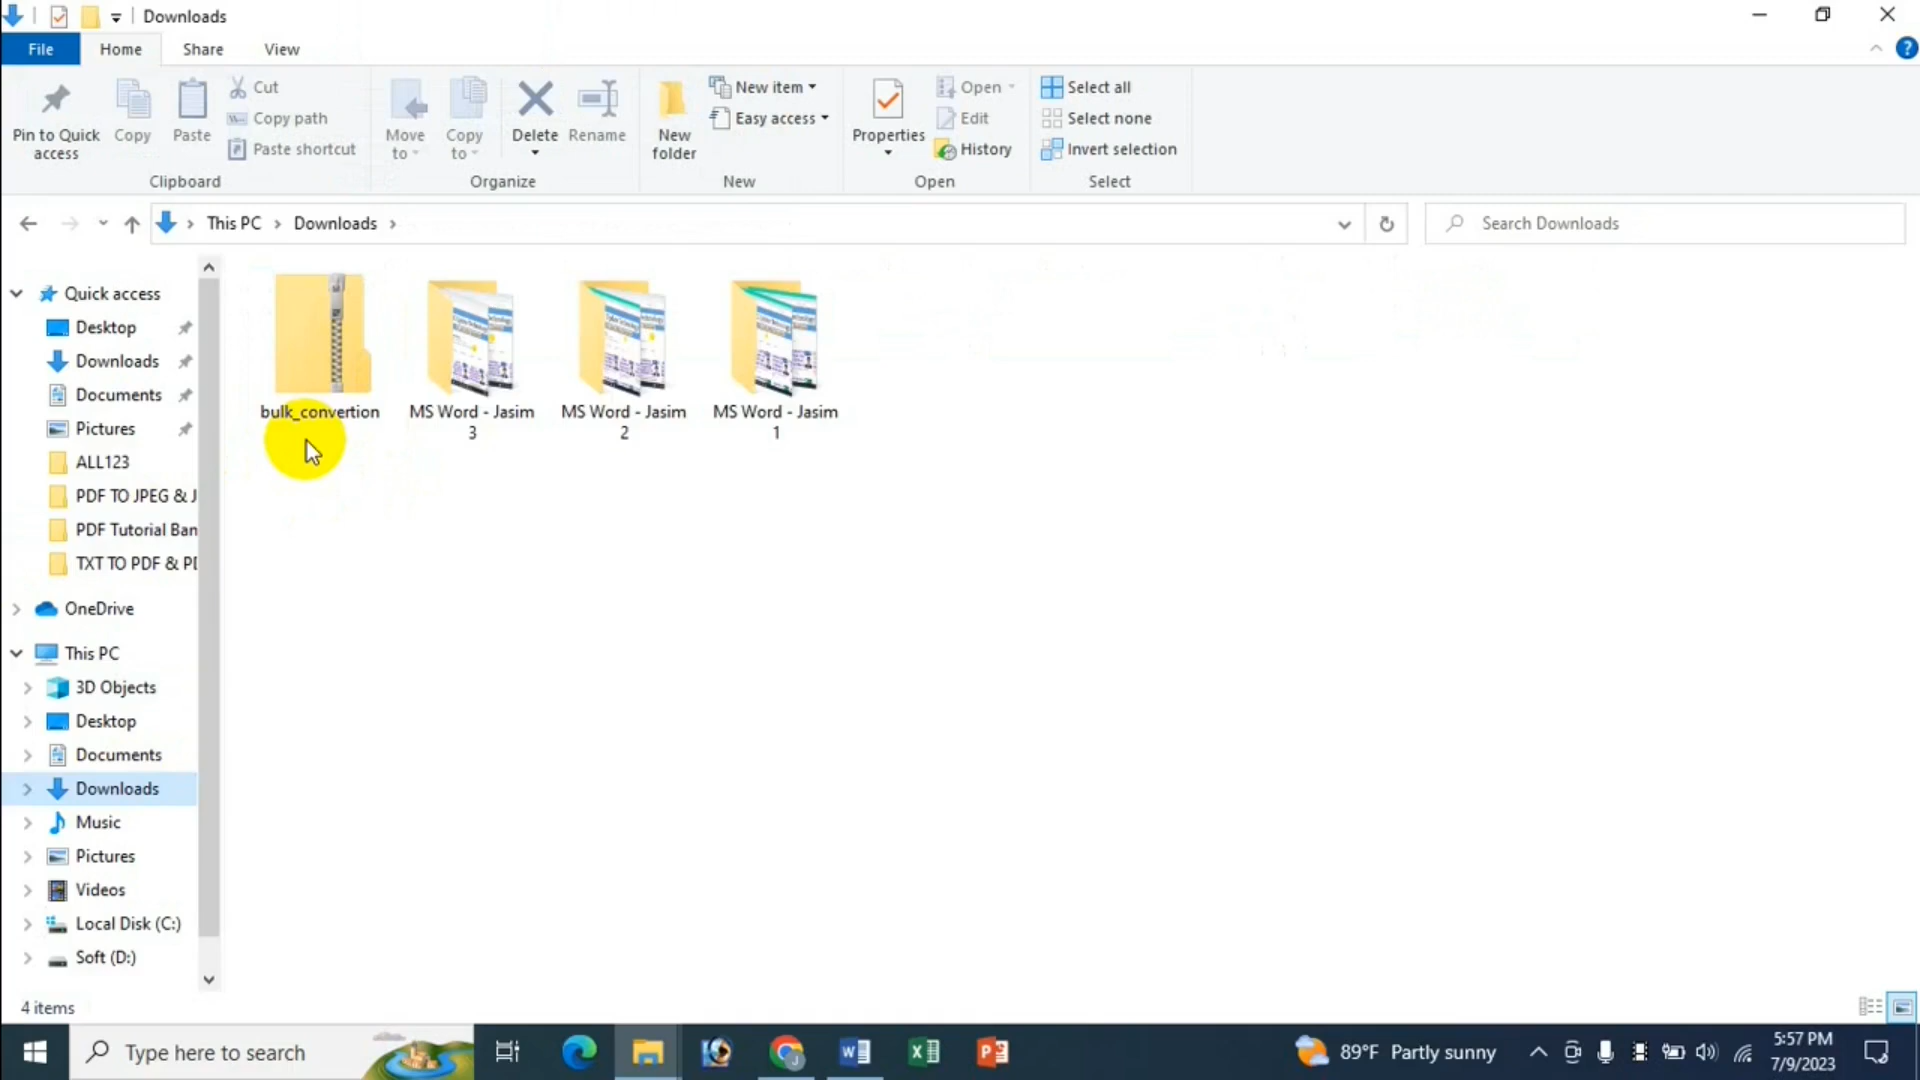 Downloads
File Home Share View
Pin to Quick access
Copy
Paste
Cut
Copy path
Paste shortcut
Clipboard
Move to
Copy to
Delete
Rename
Organize
New folder
New item
Easy access
New
Properties
Open
Edit
History
Open
Select all
Select none
Invert selection
Select
This PC Downloads
Search Downloads
Quick access
Desktop
Downloads
Documents
Pictures
ALL123
PDF TO JPEG & J
PDF Tutorial Ban
TXT TO PDF & PD
OneDrive
This PC
3D Objects
Desktop
Documents
Downloads
Music
Pictures
Videos
Local Disk (C:)
Soft (D:)
bulk_convertion
MS Word - Jasim
3
MS Word - Jasim
2
MS Word - Jasim
1
4 items
Type here to search
89°F Partly sunny
5:57 PM
7/9/2023